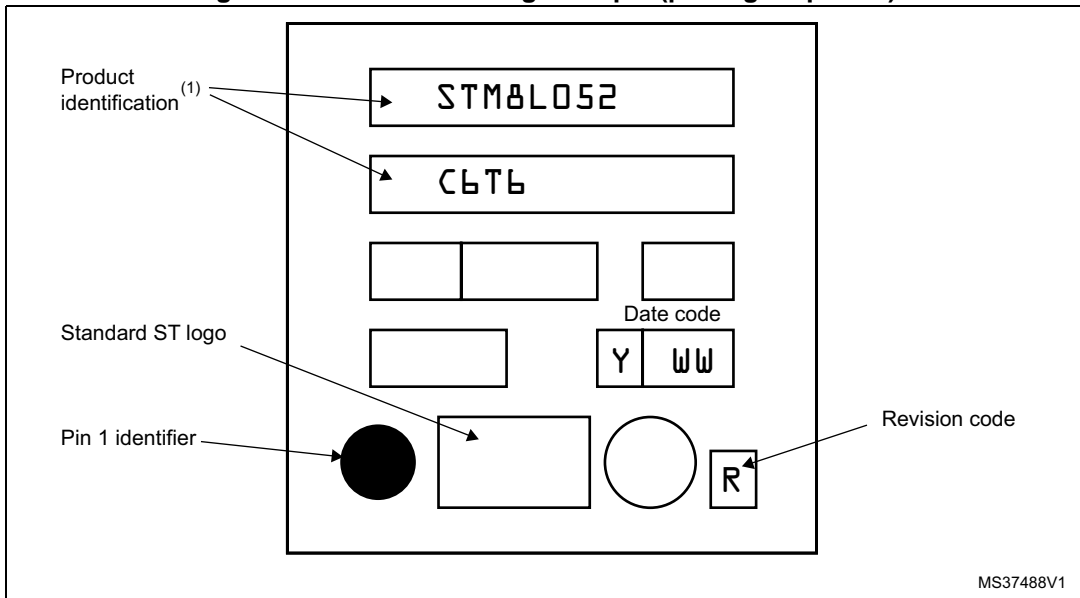 Product
identification (1)
STM8L052
C6T6
Date code
Standard ST logo
Y WW
Revision code
Pin 1 identifier
R
MS37488V1